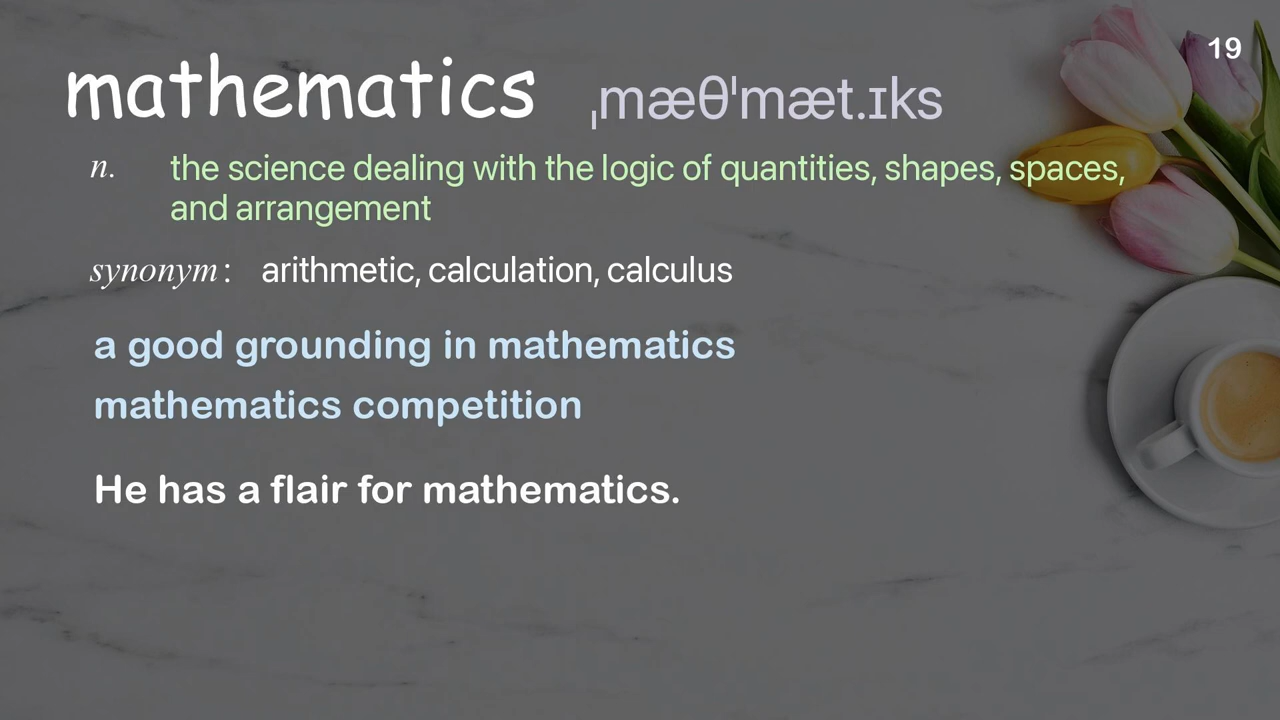 19
mathematics ˌmæθˈmæt.ɪks
n. the science dealing with the logic of quantities, shapes, spaces,
and arrangement
synonym: arithmetic, calculation, calculus
a good grounding in mathematics
mathematics competition
He has a flair for mathematics.